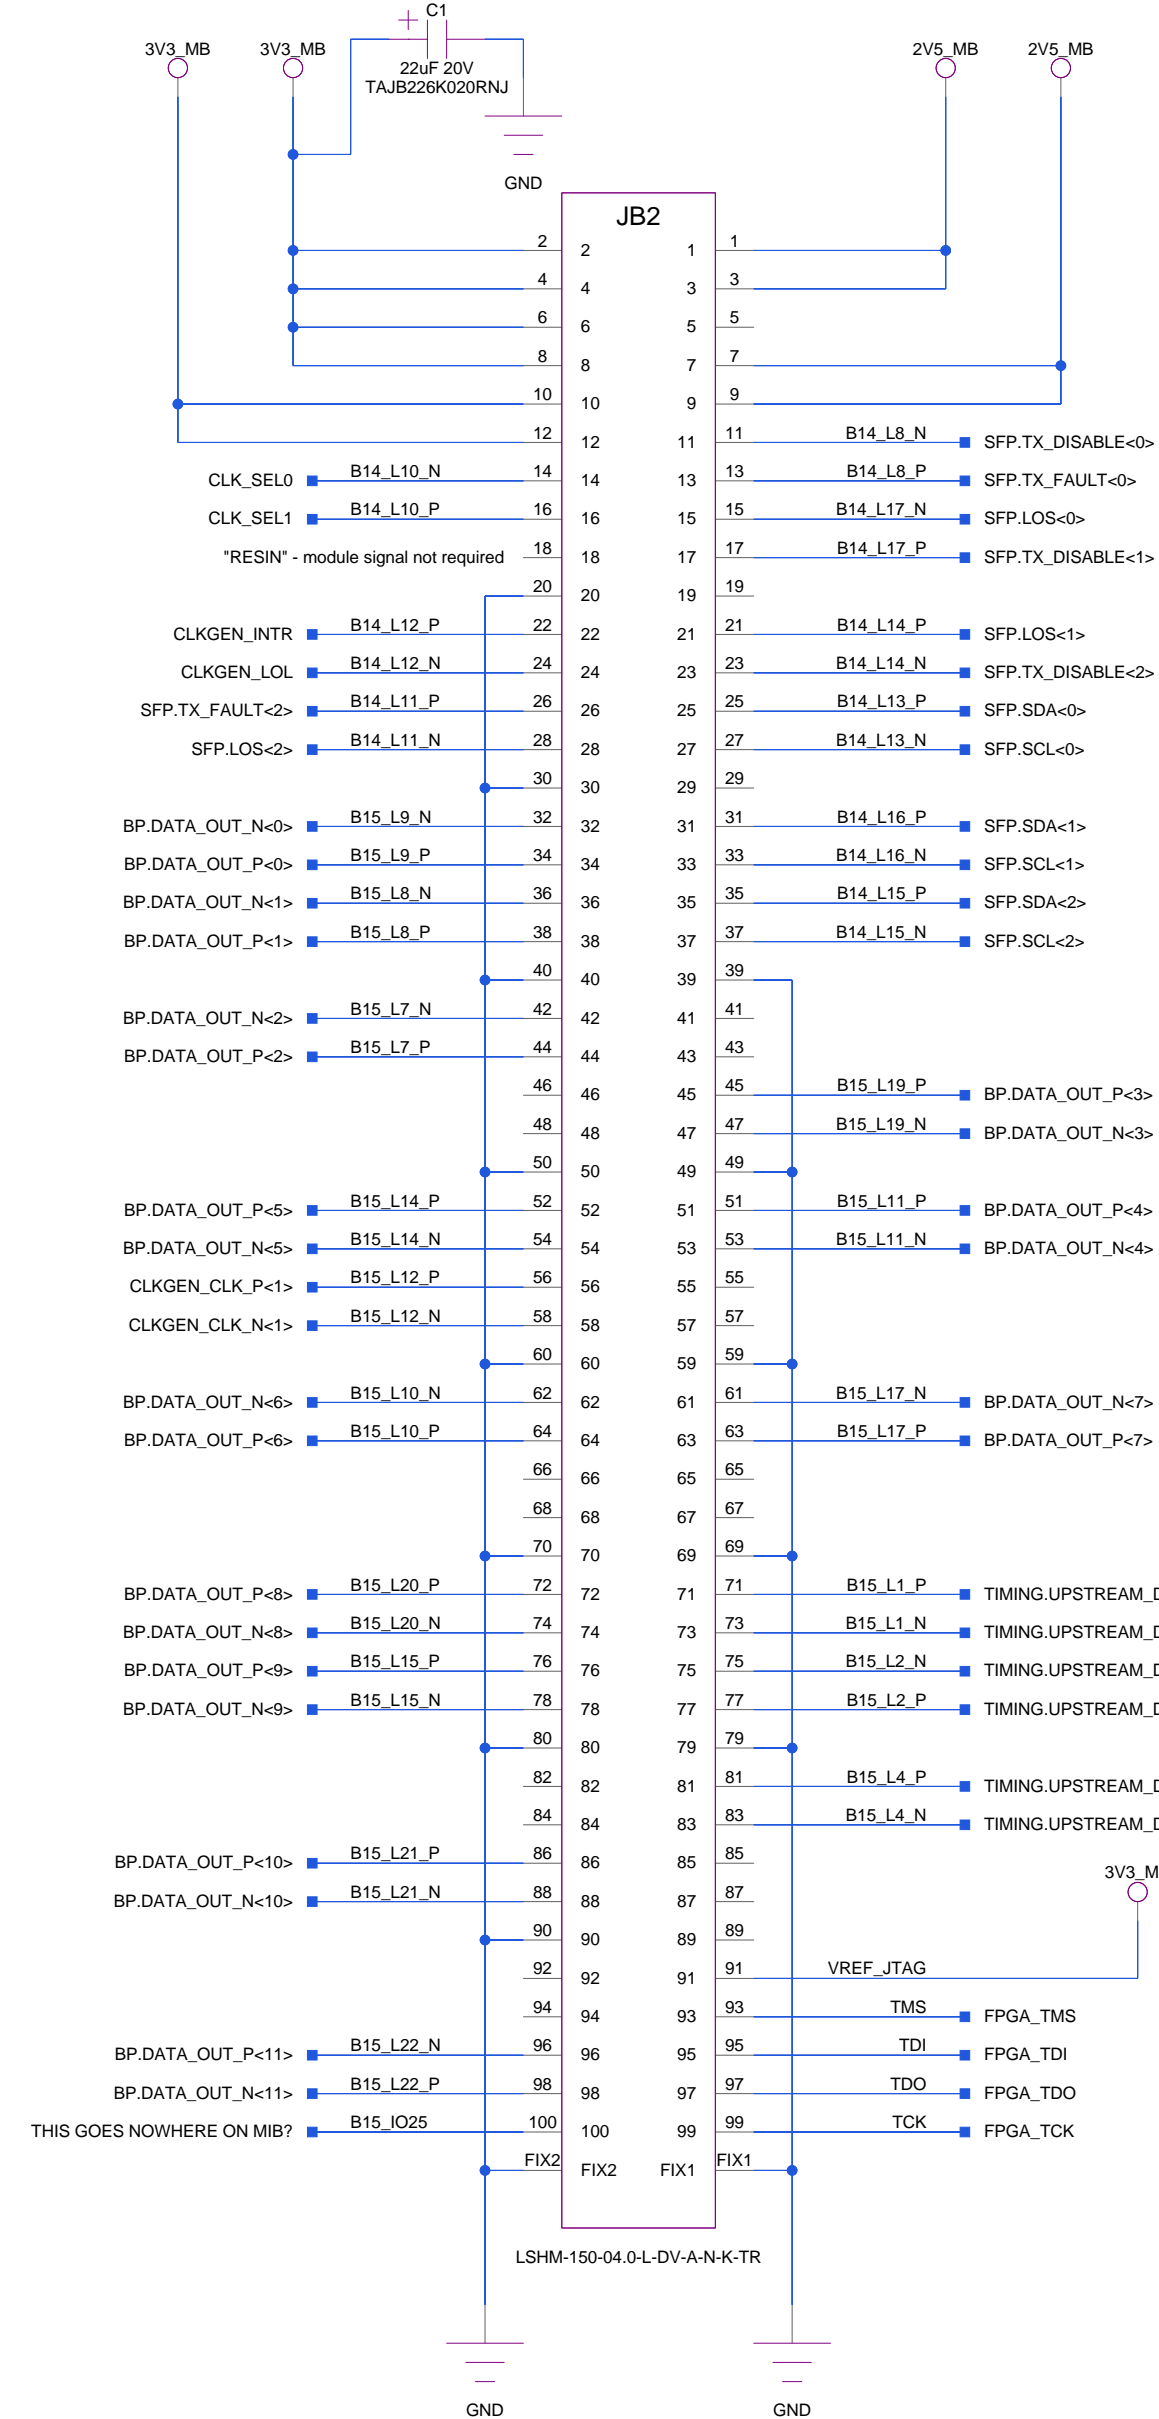 C1
3V3_MB 3V3_MB 2V5_MB 2V5_MB
22uF 20V
TAJB226K020RNJ
GND
JB2
2 2 1 1
4 4 3 3
6 6 5 5
8 8 7 7
10 10 9 9
12 12 11 11 B14_L8_N SFP.TX_DISABLE<0>
CLK_SEL0 B14_L10_N 14 14 13 13 B14_L8_P SFP.TX_FAULT<0>
CLK_SEL1 B14_L10_P 16 16 15 15 B14_L17_N SFP.LOS<0>
"RESIN" - module signal not required 18 18 17 17 B14_L17_P SFP.TX_DISABLE<1>
20 20 19 19
CLKGEN_INTR B14_L12_P 22 22 21 21 B14_L14_P SFP.LOS<1>
CLKGEN_LOL B14_L12_N 24 24 23 23 B14_L14_N SFP.TX_DISABLE<2>
SFP.TX_FAULT<2> B14_L11_P 26 26 25 25 B14_L13_P SFP.SDA<0>
SFP.LOS<2> B14_L11_N 28 28 27 27 B14_L13_N SFP.SCL<0>
30 30 29 29
BP.DATA_OUT_N<0> B15_L9_N 32 32 31 31 B14_L16_P SFP.SDA<1>
BP.DATA_OUT_P<0> B15_L9_P 34 34 33 33 B14_L16_N SFP.SCL<1>
BP.DATA_OUT_N<1> B15_L8_N 36 36 35 35 B14_L15_P SFP.SDA<2>
BP.DATA_OUT_P<1> B15_L8_P 38 38 37 37 B14_L15_N SFP.SCL<2>
40 40 39 39
BP.DATA_OUT_N<2> B15_L7_N 42 42 41 41
BP.DATA_OUT_P<2> B15_L7_P 44 44 43 43
46 46 45 45 B15_L19_P BP.DATA_OUT_P<3>
48 48 47 47 B15_L19_N BP.DATA_OUT_N<3>
50 50 49 49
BP.DATA_OUT_P<5> B15_L14_P 52 52 51 51 B15_L11_P BP.DATA_OUT_P<4>
BP.DATA_OUT_N<5> B15_L14_N 54 54 53 53 B15_L11_N BP.DATA_OUT_N<4>
CLKGEN_CLK_P<1> B15_L12_P 56 56 55 55
CLKGEN_CLK_N<1> B15_L12_N 58 58 57 57
60 60 59 59
BP.DATA_OUT_N<6> B15_L10_N 62 62 61 61 B15_L17_N BP.DATA_OUT_N<7>
BP.DATA_OUT_P<6> B15_L10_P 64 64 63 63 B15_L17_P BP.DATA_OUT_P<7>
66 66 65 65
68 68 67 67
70 70 69 69
BP.DATA_OUT_P<8> B15_L20_P 72 72 71 71 B15_L1_P TIMING.UPSTREAM_D
BP.DATA_OUT_N<8> B15_L20_N 74 74 73 73 B15_L1_N TIMING.UPSTREAM_D
BP.DATA_OUT_P<9> B15_L15_P 76 76 75 75 B15_L2_N TIMING.UPSTREAM_D
BP.DATA_OUT_N<9> B15_L15_N 78 78 77 77 B15_L2_P TIMING.UPSTREAM_D
80 80 79 79
82 82 81 81 B15_L4_P TIMING.UPSTREAM_D
84 84 83 83 B15_L4_N TIMING.UPSTREAM_D
BP.DATA_OUT_P<10> B15_L21_P 86 86 85 85
3V3_M
BP.DATA_OUT_N<10> B15_L21_N 88 88 87 87
90 90 89 89
92 92 91 91 VREF_JTAG
94 94 93 93 TMS FPGA_TMS
BP.DATA_OUT_P<11> B15_L22_N 96 96 95 95 TDI FPGA_TDI
BP.DATA_OUT_N<11> B15_L22_P 98 98 97 97 TDO FPGA_TDO
THIS GOES NOWHERE ON MIB? B15_IO25 100 100 99 99 TCK FPGA_TCK
FIX2 FIX2 FIX1 FIX1
LSHM-150-04.0-L-DV-A-N-K-TR
GND GND